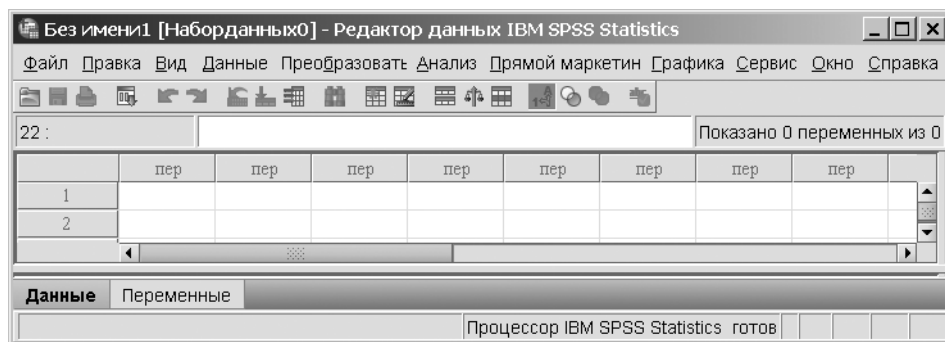 Без имени1 [Наборданных0] - Редактор данных IBM SPSS Statistics
Файл Правка Вид Данные Преобразовать Анализ Прямой маркетин Графика Сервис Окно Справка
22 : Показано 0 переменных из 0
пер пер пер пер пер пер пер пер
1
2
Данные Переменные
Процессор IBM SPSS Statistics готов